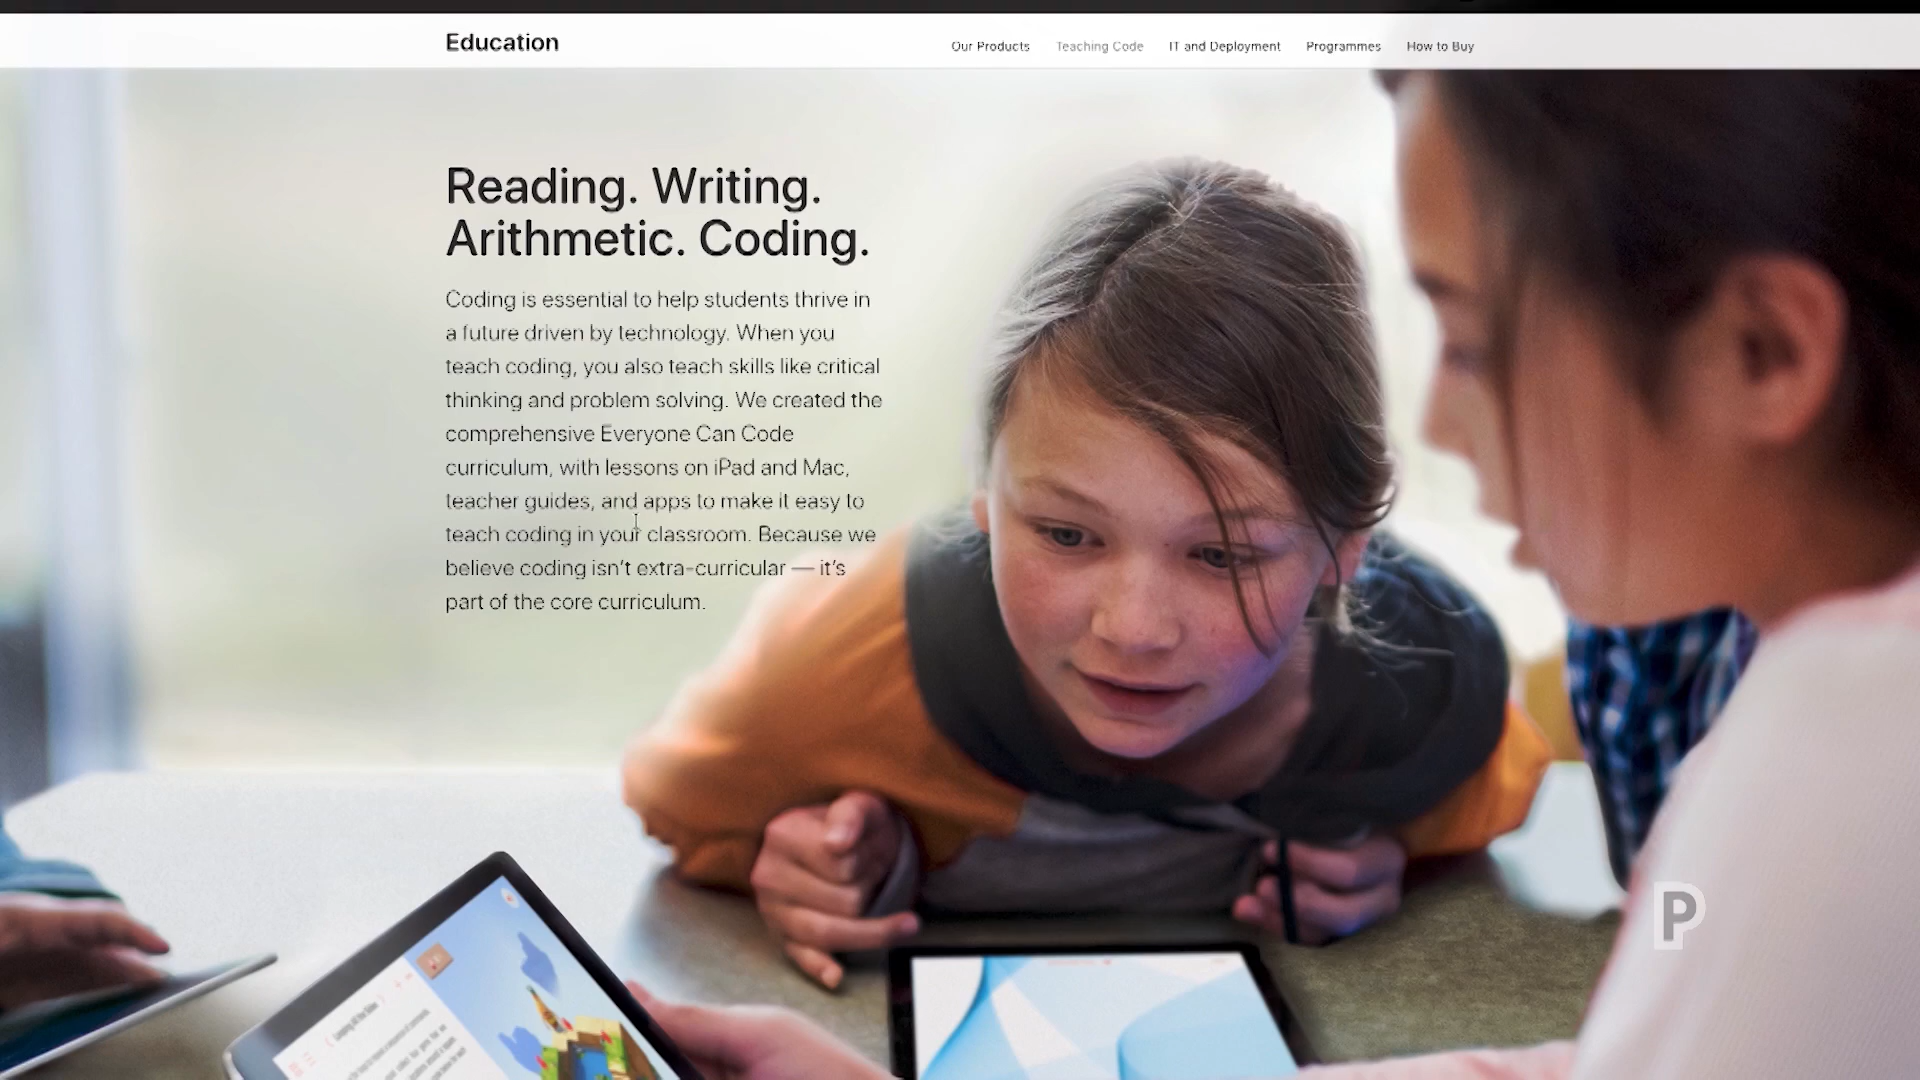 Education
Our Products
Teaching Code
IT and Deployment
Programmes
How to Buy
Reading. Writing.
Arithmetic. Coding.
Coding is essential to help students thrive in
a future driven by technology. When you
teach coding, you also teach skills like critical
thinking and problem solving. We created the
comprehensive Everyone Can Code
curriculum, with lessons on iPad and Mac,
teacher guides, and apps to make it easy to
teach coding in your classroom. Because we
believe coding isn't extra-curricular — it's
part of the core curriculum.
P